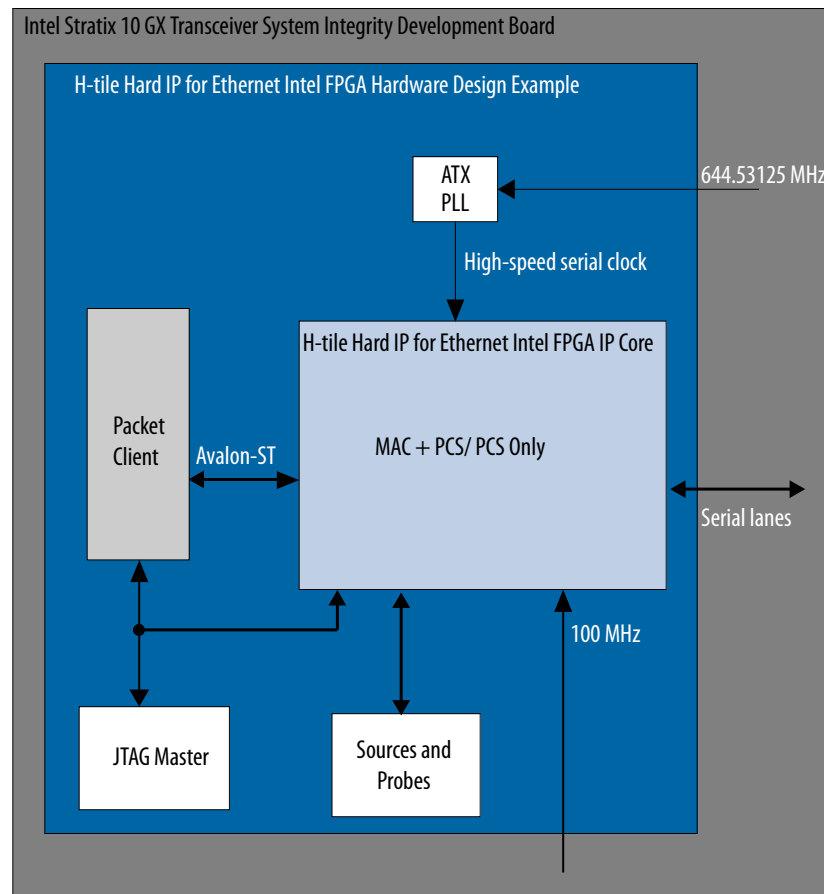 Intel Stratix 10 GX Transceiver System Integrity Development Board
H-tile Hard IP for Ethernet Intel FPGA Hardware Design Example
ATX
PLL
644.53125 MHz
High-speed serial clock
H-tile Hard IP for Ethernet Intel FPGA IP Core
Packet
Client
Avalon-ST
MAC + PCS/ PCS Only
Serial lanes
100 MHz
JTAG Master
Sources and
Probes